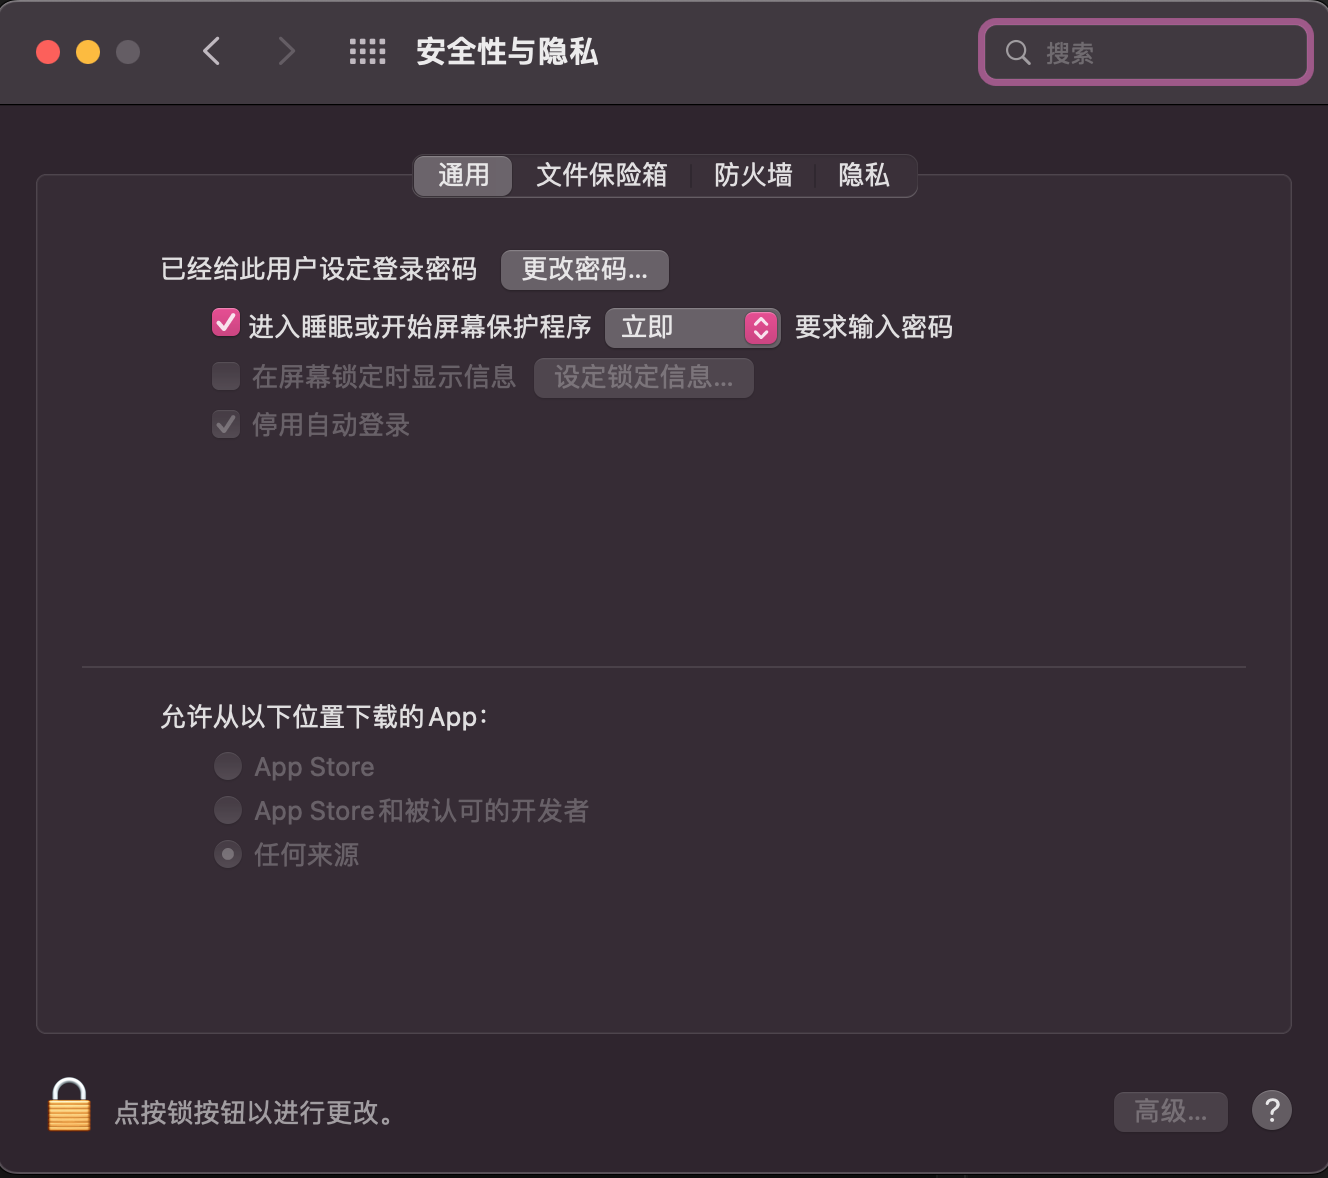 安全性与隐私
搜索
通用 文件保险箱 防火墙 隐私
已经给此用户设定登录密码 更改密码...
进入睡眠或开始屏幕保护程序 立即 要求输入密码
在屏幕锁定时显示信息 设定锁定信息...
停用自动登录
允许从以下位置下载的App：
App Store
App Store和被认可的开发者
任何来源
点按锁按钮以进行更改。
高级... ?